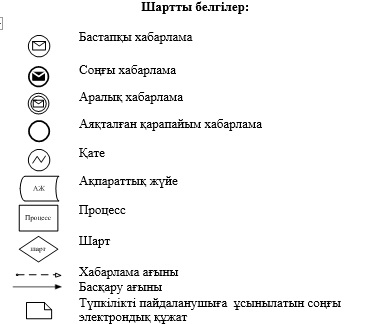 Шартты белгілер:
Бастапқы хабарлама
Соңғы хабарлама
Аралық хабарлама
Аяқталған қарапайым хабарлама
Қате
АЖ Ақпараттық жүйе
Процесс Процесс
шарт Шарт
Хабарлама ағыны
Басқару ағыны
Түпкілікті пайдаланушыға ұсынылатын соңғы
электрондық құжат